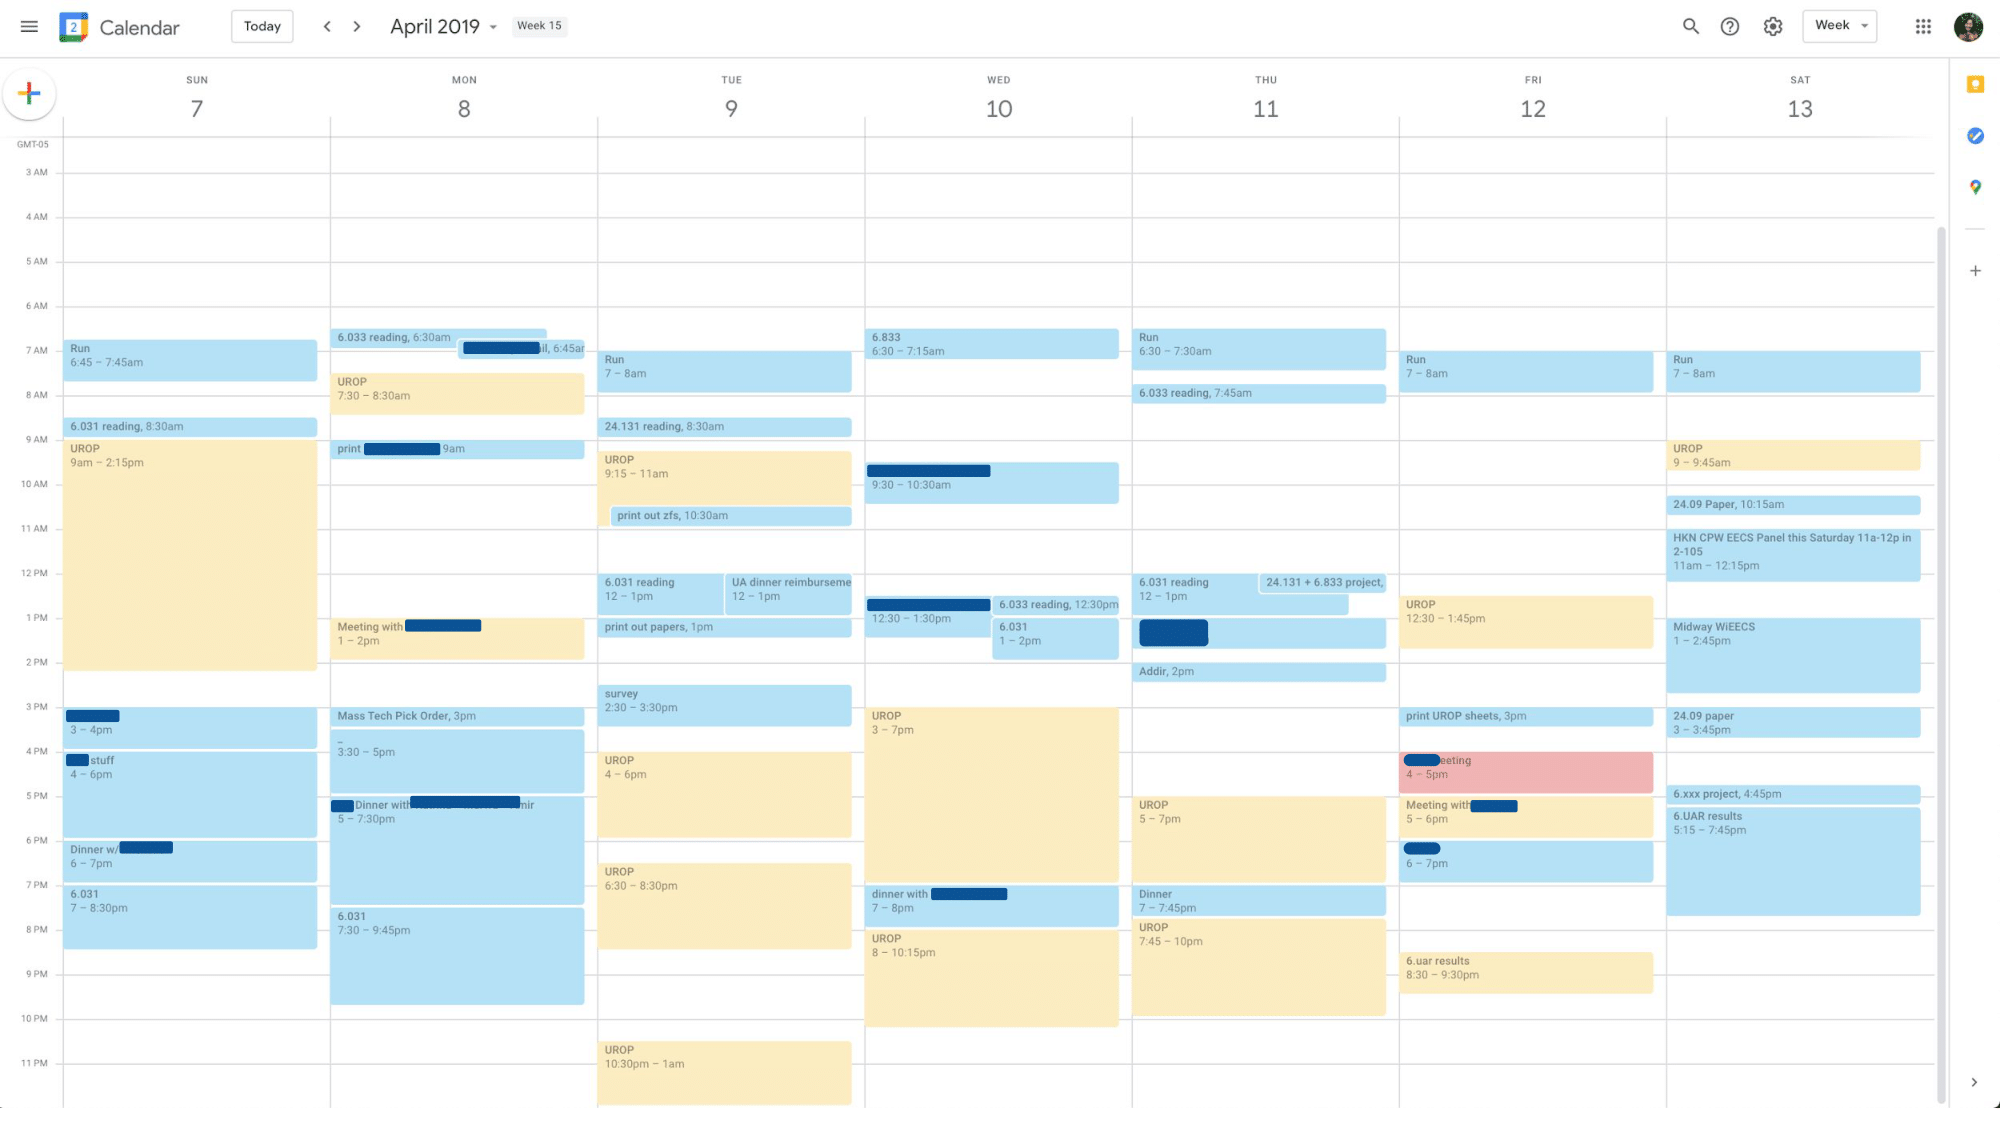 2
Calendar
Today
April 2019
Week 15
Week
SUN
7
MON
8
TUE
9
WED
10
THU
11
FRI
12
SAT
13
GMT-05
3 AM
4 AM
5 AM
6 AM
7 AM
8 AM
9 AM
10 AM
11 AM
12 PM
1 PM
2 PM
3 PM
4 PM
5 PM
6 PM
7 PM
8 PM
9 PM
10 PM
11 PM
Run
6:45 – 7:45am
6.031 reading, 8:30am
UROP
9am – 2:15pm
3 – 4pm
stuff
4 – 6pm
Dinner w/
6 – 7pm
6.031
7 – 8:30pm
6.033 reading, 6:30am
il, 6:45ar
UROP
7:30 – 8:30am
print 9am
Meeting with
1 – 2pm
Mass Tech Pick Order, 3pm
3:30 – 5pm
Dinner with mir
5 – 7:30pm
6.031
7:30 – 9:45pm
Run
7 – 8am
24.131 reading, 8:30am
UROP
9:15 – 11am
print out zfs, 10:30am
6.031 reading
12 – 1pm
UA dinner reimburseme
12 – 1pm
print out papers, 1pm
survey
2:30 – 3:30pm
UROP
4 – 6pm
UROP
6:30 – 8:30pm
UROP
10:30pm – 1am
6.833
6:30 – 7:15am
9:30 – 10:30am
12:30 – 1:30pm
6.033 reading, 12:30pm
6.031
1 – 2pm
UROP
3 – 7pm
dinner with
7 – 8pm
UROP
8 – 10:15pm
Run
6:30 – 7:30am
6.033 reading, 7:45am
6.031 reading
12 – 1pm
24.131 + 6.833 project,
Addir, 2pm
UROP
5 – 7pm
Dinner
7 – 7:45pm
UROP
7:45 – 10pm
Run
7 – 8am
UROP
12:30 – 1:45pm
print UROP sheets, 3pm
eeting
4 – 5pm
Meeting with
5 – 6pm
6 – 7pm
6.uar results
8:30 – 9:30pm
Run
7 – 8am
UROP
9 – 9:45am
24.09 Paper, 10:15am
HKN CPW EECS Panel this Saturday 11a-12p in
2-105
11am – 12:15pm
Midway WiEECS
1 – 2:45pm
24.09 paper
3 – 3:45pm
6.xxx project, 4:45pm
6.UAR results
5:15 – 7:45pm